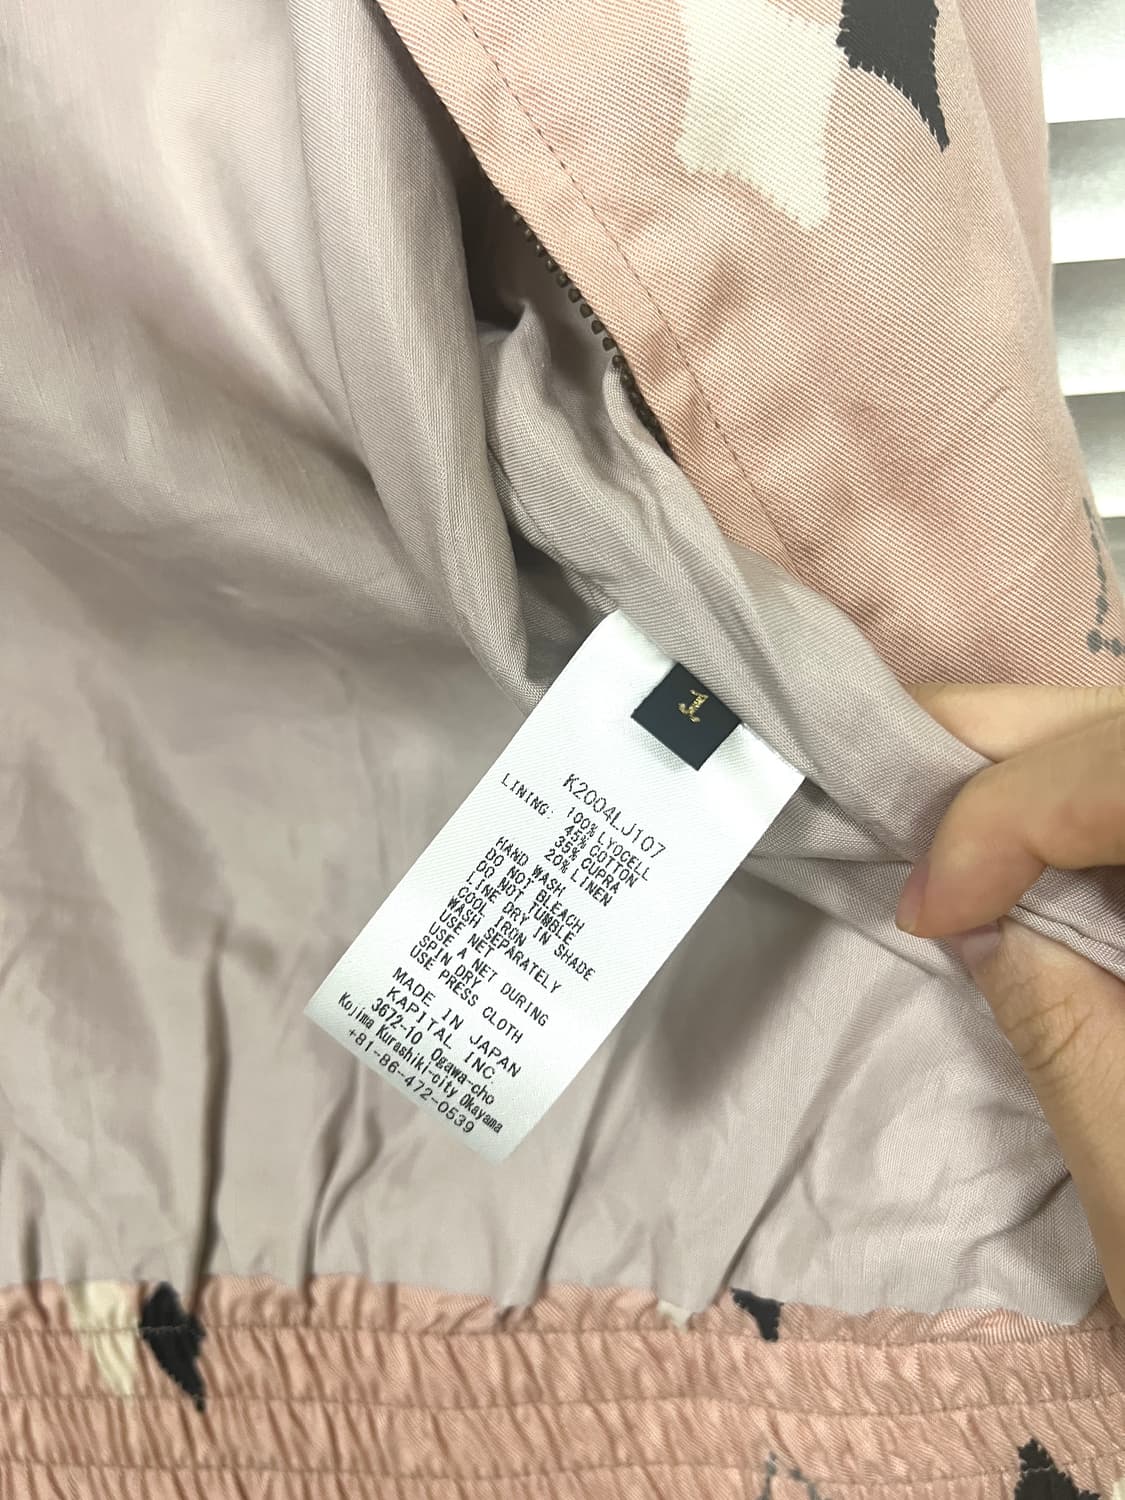 K2004LJ107
100% LYOCELL
LINING: 45% COTTON
35% CUPRA
20% LINEN
HAND WASH
DO NOT BLEACH
DO NOT TUMBLE
LINE DRY IN SHADE
COOL IRON
WASH SEPARATELY
USE NET
USE A NET DURING
SPIN DRY
USE PRESS CLOTH
MADE IN JAPAN
KAPITAL INC.
3672-10 Ogawa-cho
Kojima Kurashiki-city Okayama
+81-86-472-0539